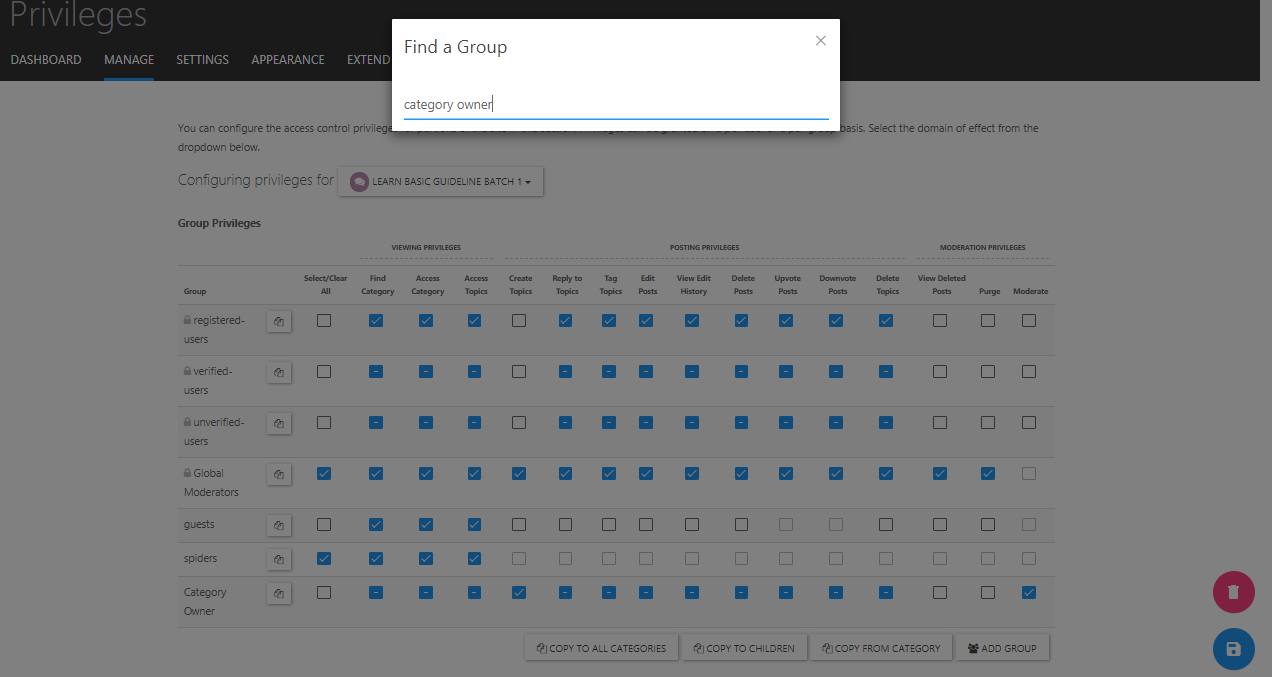 Privileges
DASHBOARD MANAGE SETTINGS APPEARANCE EXTEND
Find a Group
×
category owner
You can configure the access control privileges basis. Select the domain of effect from the
dropdown below.
Configuring privileges for LEARN BASIC GUIDELINE BATCH 1
Group Privileges
VIEWING PRIVILEGES POSTING PRIVILEGES MODERATION PRIVILEGES
Select/Clear Find Access Access Create Reply to Tag Edit View Edit Delete Upvote Downvote Delete View Deleted
Group All Category Category Topics Topics Topics Topics Posts History Posts Posts Posts Topics Posts Purge Moderate
registered-
users
verified-
users
unverified-
users
Global
Moderators
guests
spiders
Category
Owner
COPY TO ALL CATEGORIES COPY TO CHILDREN COPY FROM CATEGORY ADD GROUP